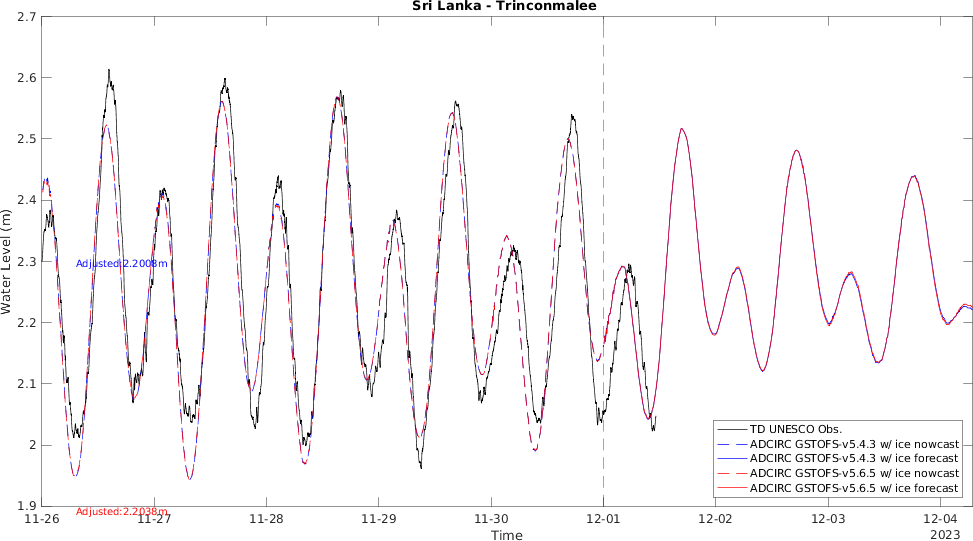 Sri Lanka - Trinconmalee
2.7
2.6
2.5
2.4
2.3
2.2
2.1
2
1.9
Water Level (m)
Adjusted:2.2008m
Adjusted:2.2038m
TD UNESCO Obs.
ADCIRC GSTOFS-v5.4.3 w/ ice nowcast
ADCIRC GSTOFS-v5.4.3 w/ ice forecast
ADCIRC GSTOFS-v5.6.5 w/ ice nowcast
ADCIRC GSTOFS-v5.6.5 w/ ice forecast
11-26 11-27 11-28 11-29 11-30 12-01 12-02 12-03 12-04
Time
2023